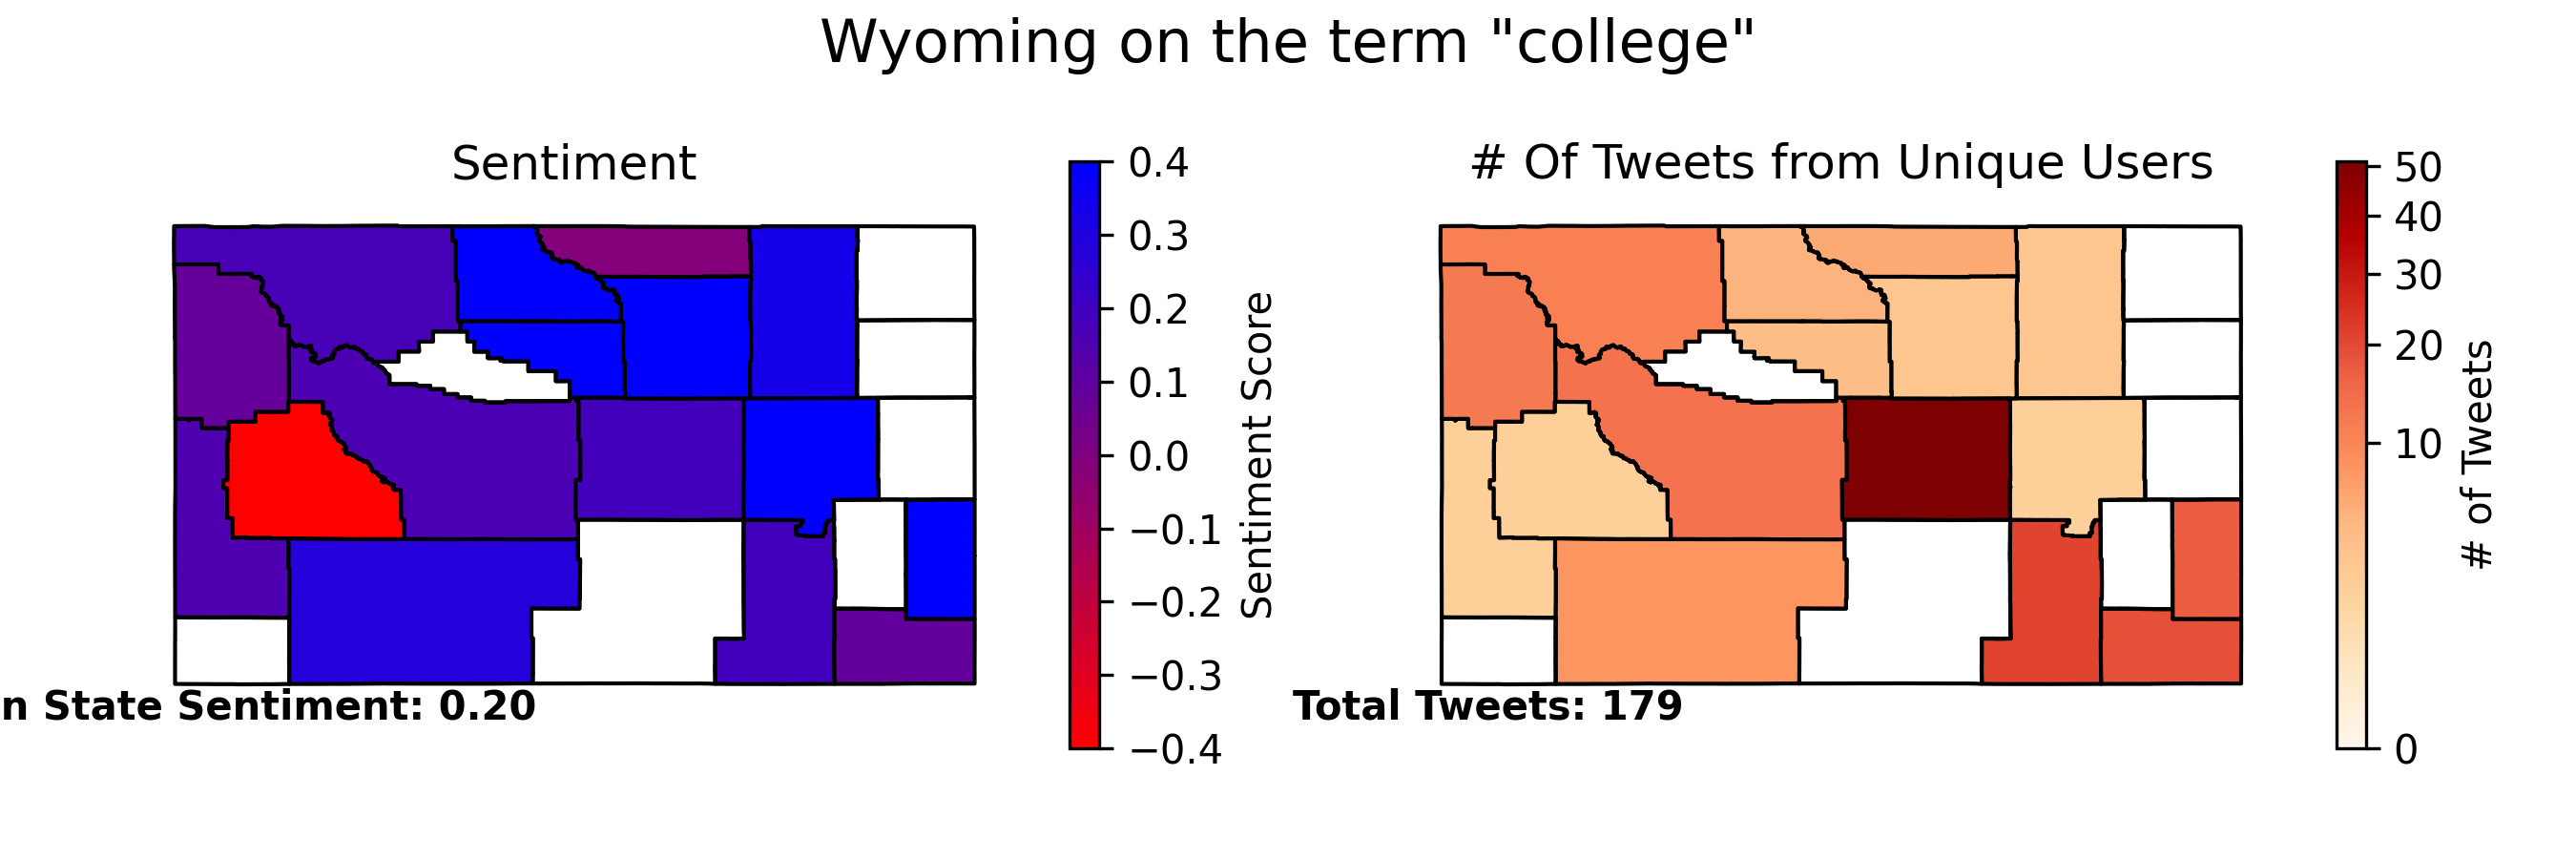 Wyoming on the term "college"
Sentiment
0.4
0.3
0.2
0.1
0.0
−0.1
−0.2
−0.3
−0.4
Sentiment Score
n State Sentiment: 0.20
# Of Tweets from Unique Users
50
40
30
20
10
0
# of Tweets
Total Tweets: 179